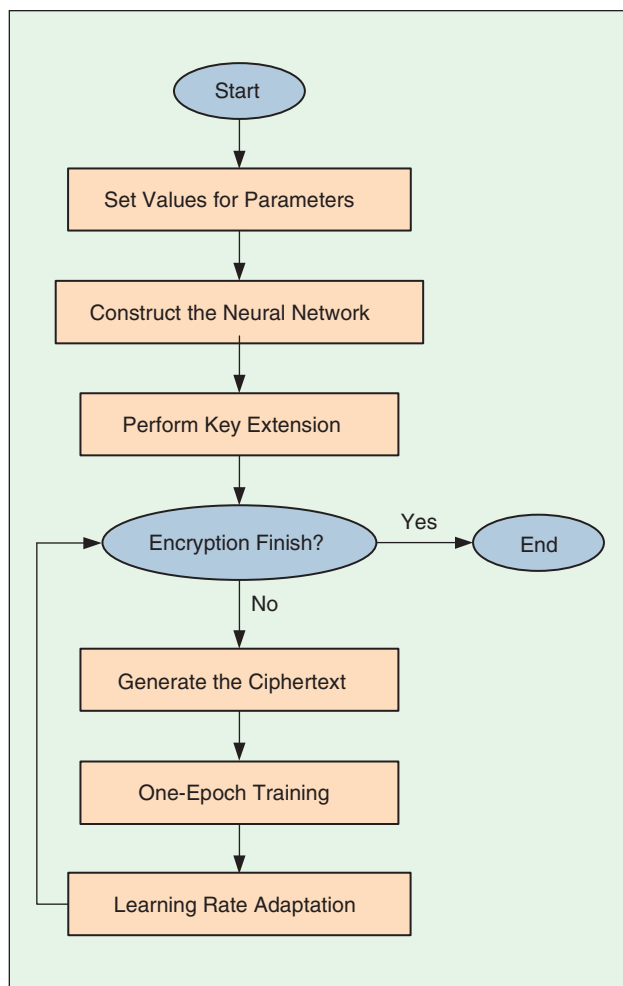 Start
Set Values for Parameters
Construct the Neural Network
Perform Key Extension
Encryption Finish?
Yes
End
No
Generate the Ciphertext
One-Epoch Training
Learning Rate Adaptation